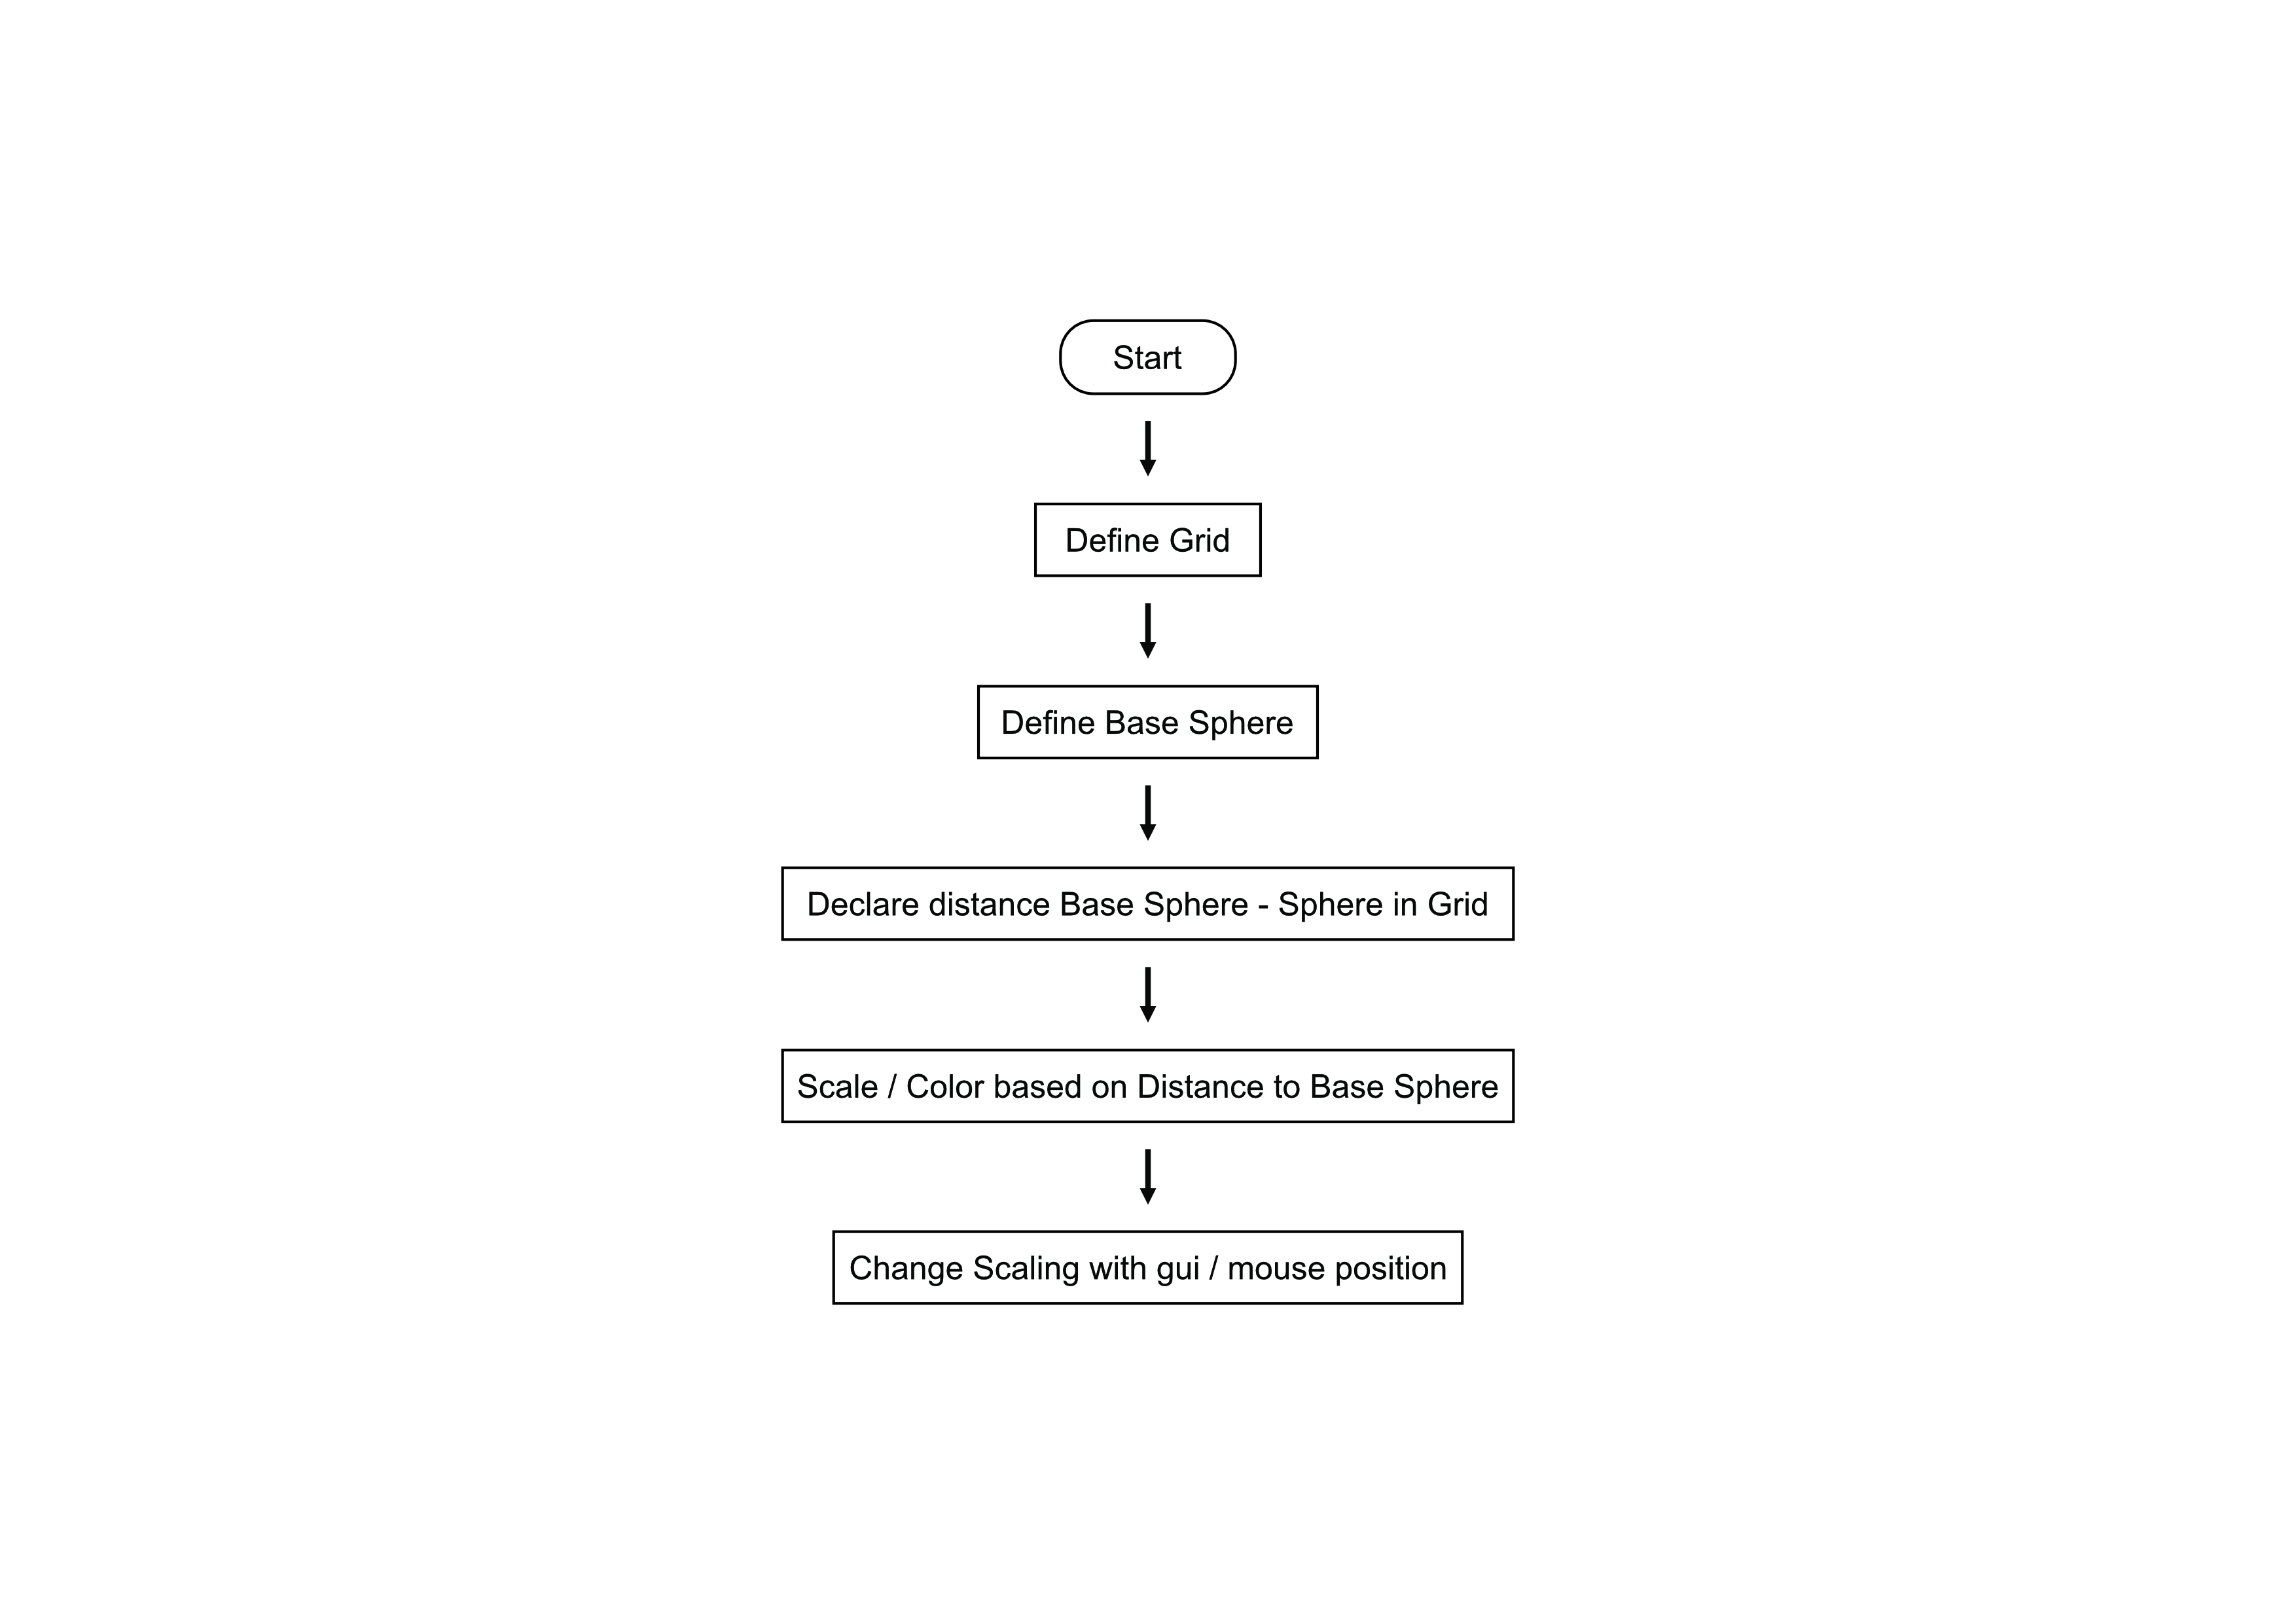 Start
Define Grid
Define Base Sphere
Declare distance Base Sphere - Sphere in Grid
Scale / Color based on Distance to Base Sphere
Change Scaling with gui / mouse position